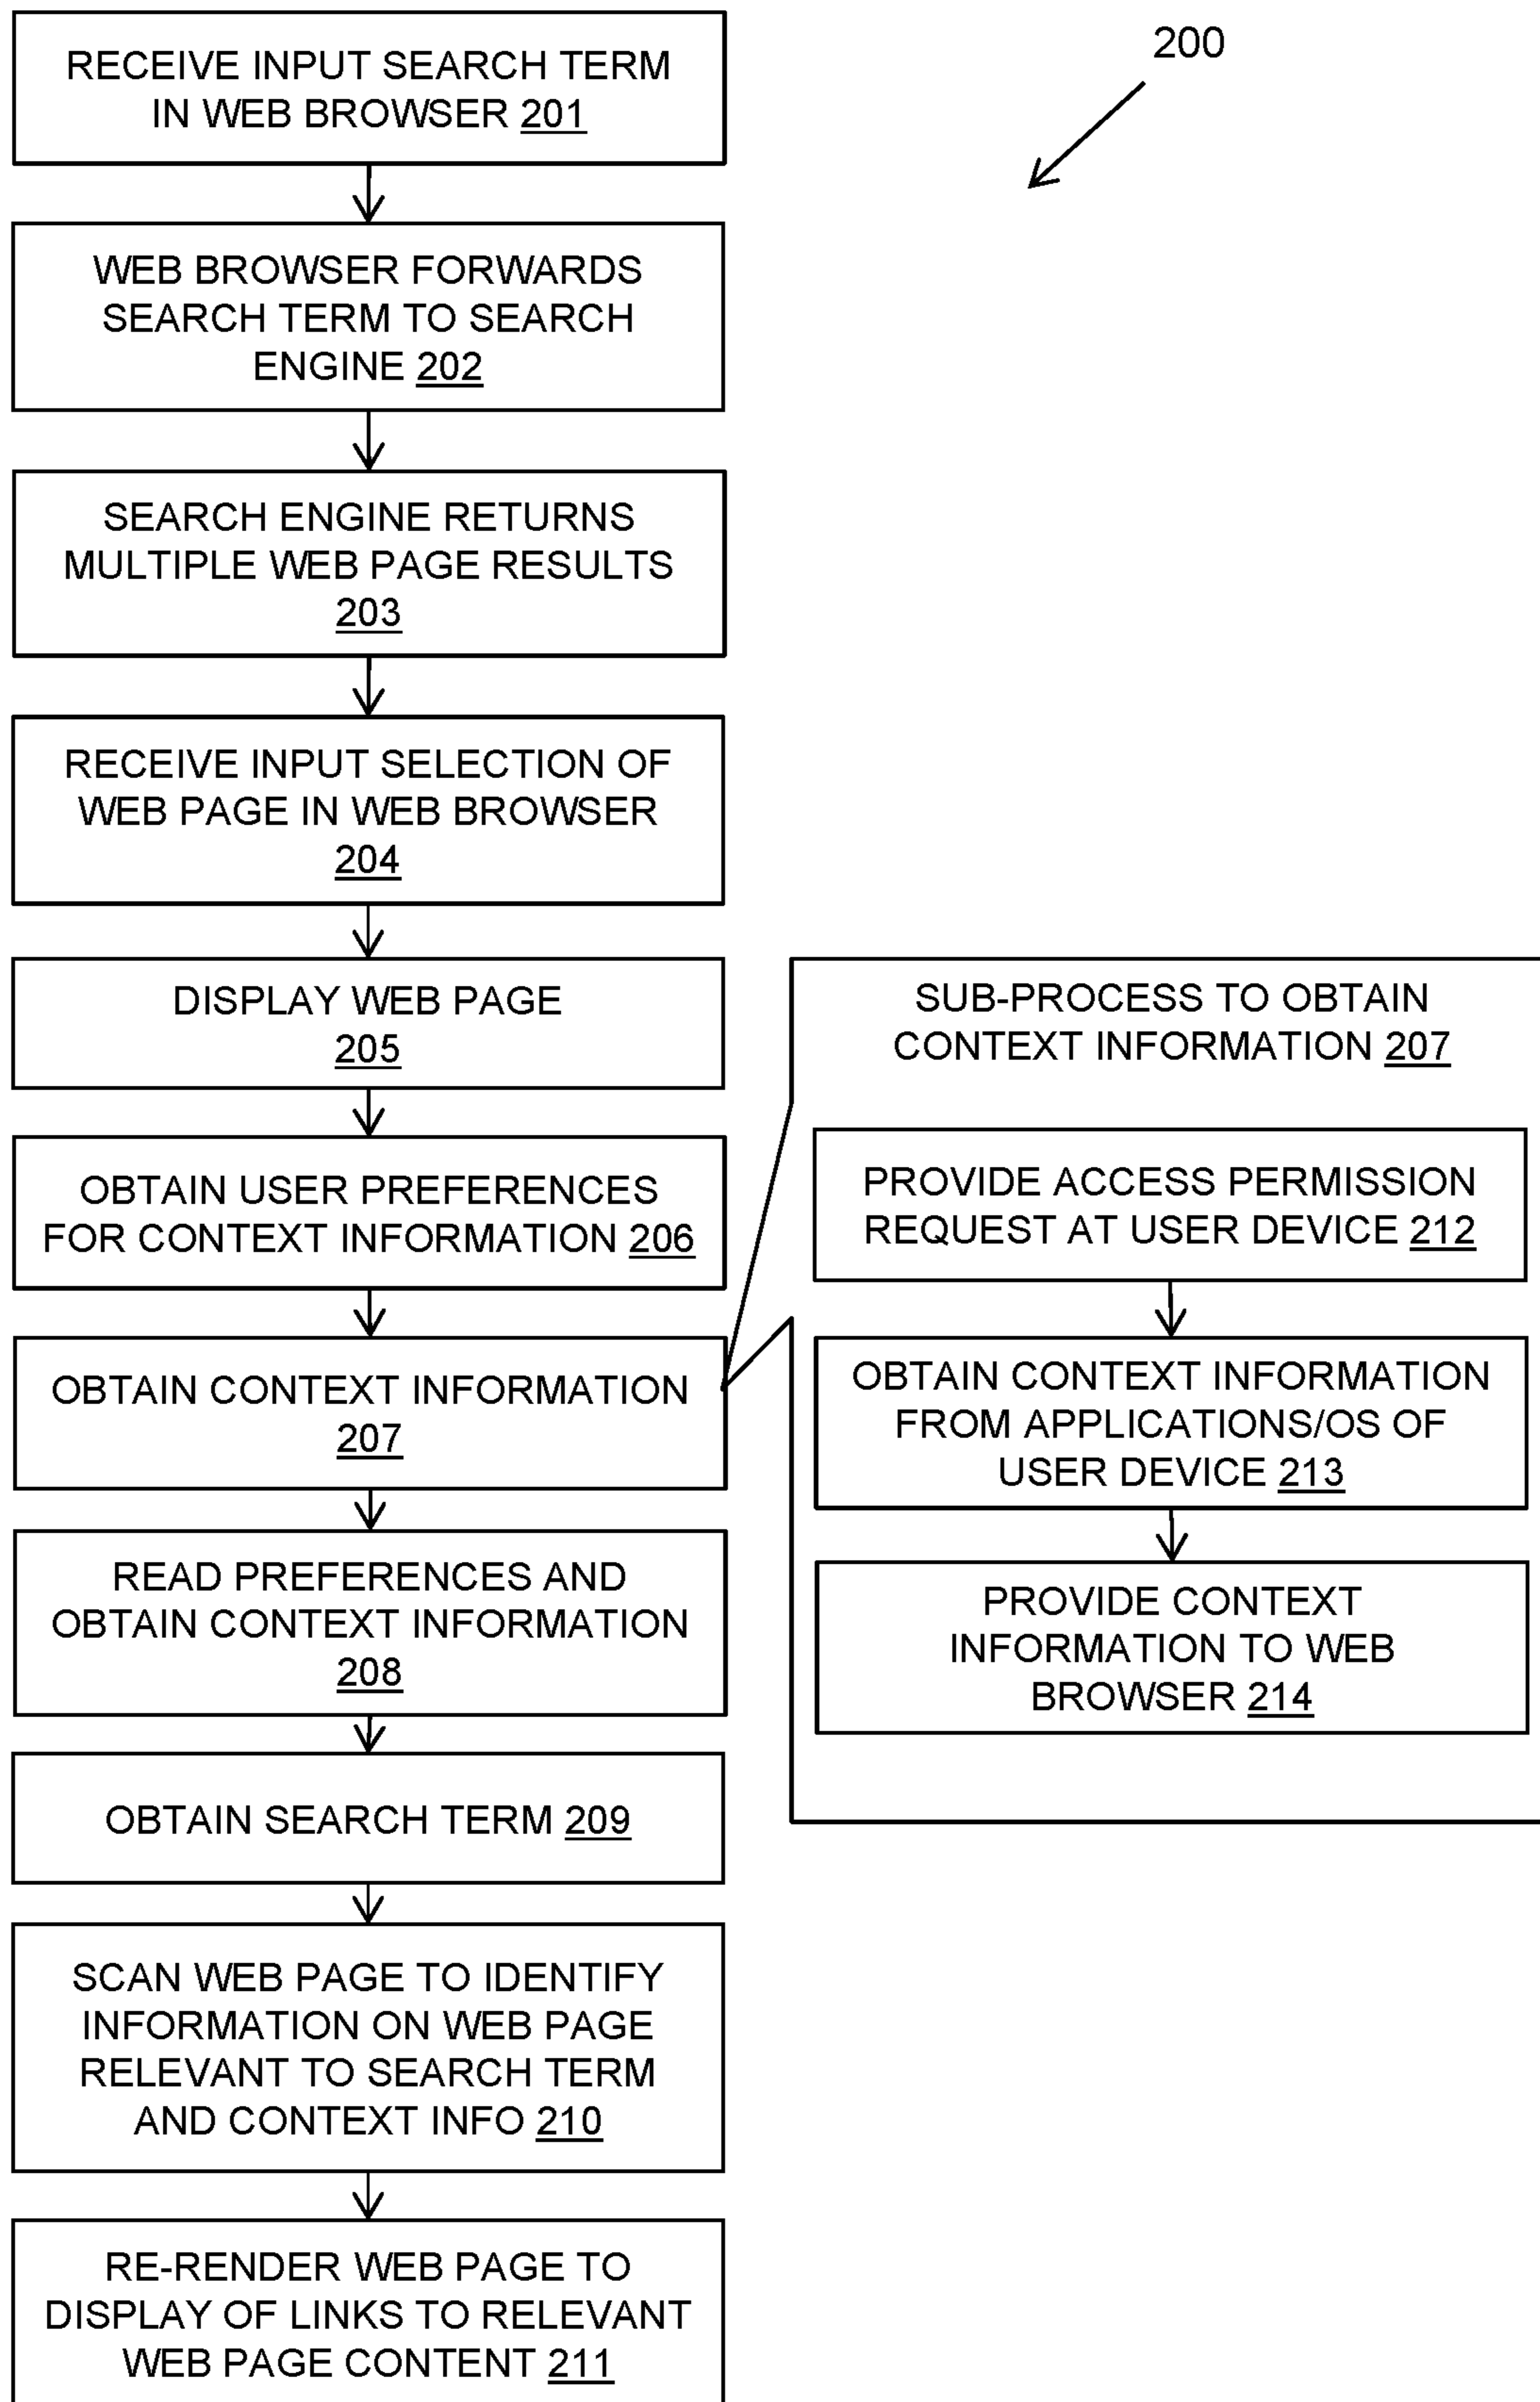 200
RECEIVE INPUT SEARCH TERM
IN WEB BROWSER 201
WEB BROWSER FORWARDS
SEARCH TERM TO SEARCH
ENGINE 202
SEARCH ENGINE RETURNS
MULTIPLE WEB PAGE RESULTS
203
RECEIVE INPUT SELECTION OF
WEB PAGE IN WEB BROWSER
204
DISPLAY WEB PAGE
205
OBTAIN USER PREFERENCES
FOR CONTEXT INFORMATION 206
OBTAIN CONTEXT INFORMATION
207
READ PREFERENCES AND
OBTAIN CONTEXT INFORMATION
208
OBTAIN SEARCH TERM 209
SCAN WEB PAGE TO IDENTIFY
INFORMATION ON WEB PAGE
RELEVANT TO SEARCH TERM
AND CONTEXT INFO 210
RE-RENDER WEB PAGE TO
DISPLAY OF LINKS TO RELEVANT
WEB PAGE CONTENT 211
SUB-PROCESS TO OBTAIN
CONTEXT INFORMATION 207
PROVIDE ACCESS PERMISSION
REQUEST AT USER DEVICE 212
OBTAIN CONTEXT INFORMATION
FROM APPLICATIONS/OS OF
USER DEVICE 213
PROVIDE CONTEXT
INFORMATION TO WEB
BROWSER 214